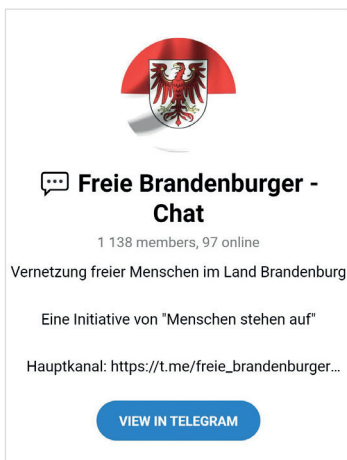 Freie Brandenburger -
Chat
1 138 members, 97 online
Vernetzung freier Menschen im Land Brandenburg
Eine Initiative von "Menschen stehen auf"
Hauptkanal: https://t.me/freie_brandenburger…
VIEW IN TELEGRAM